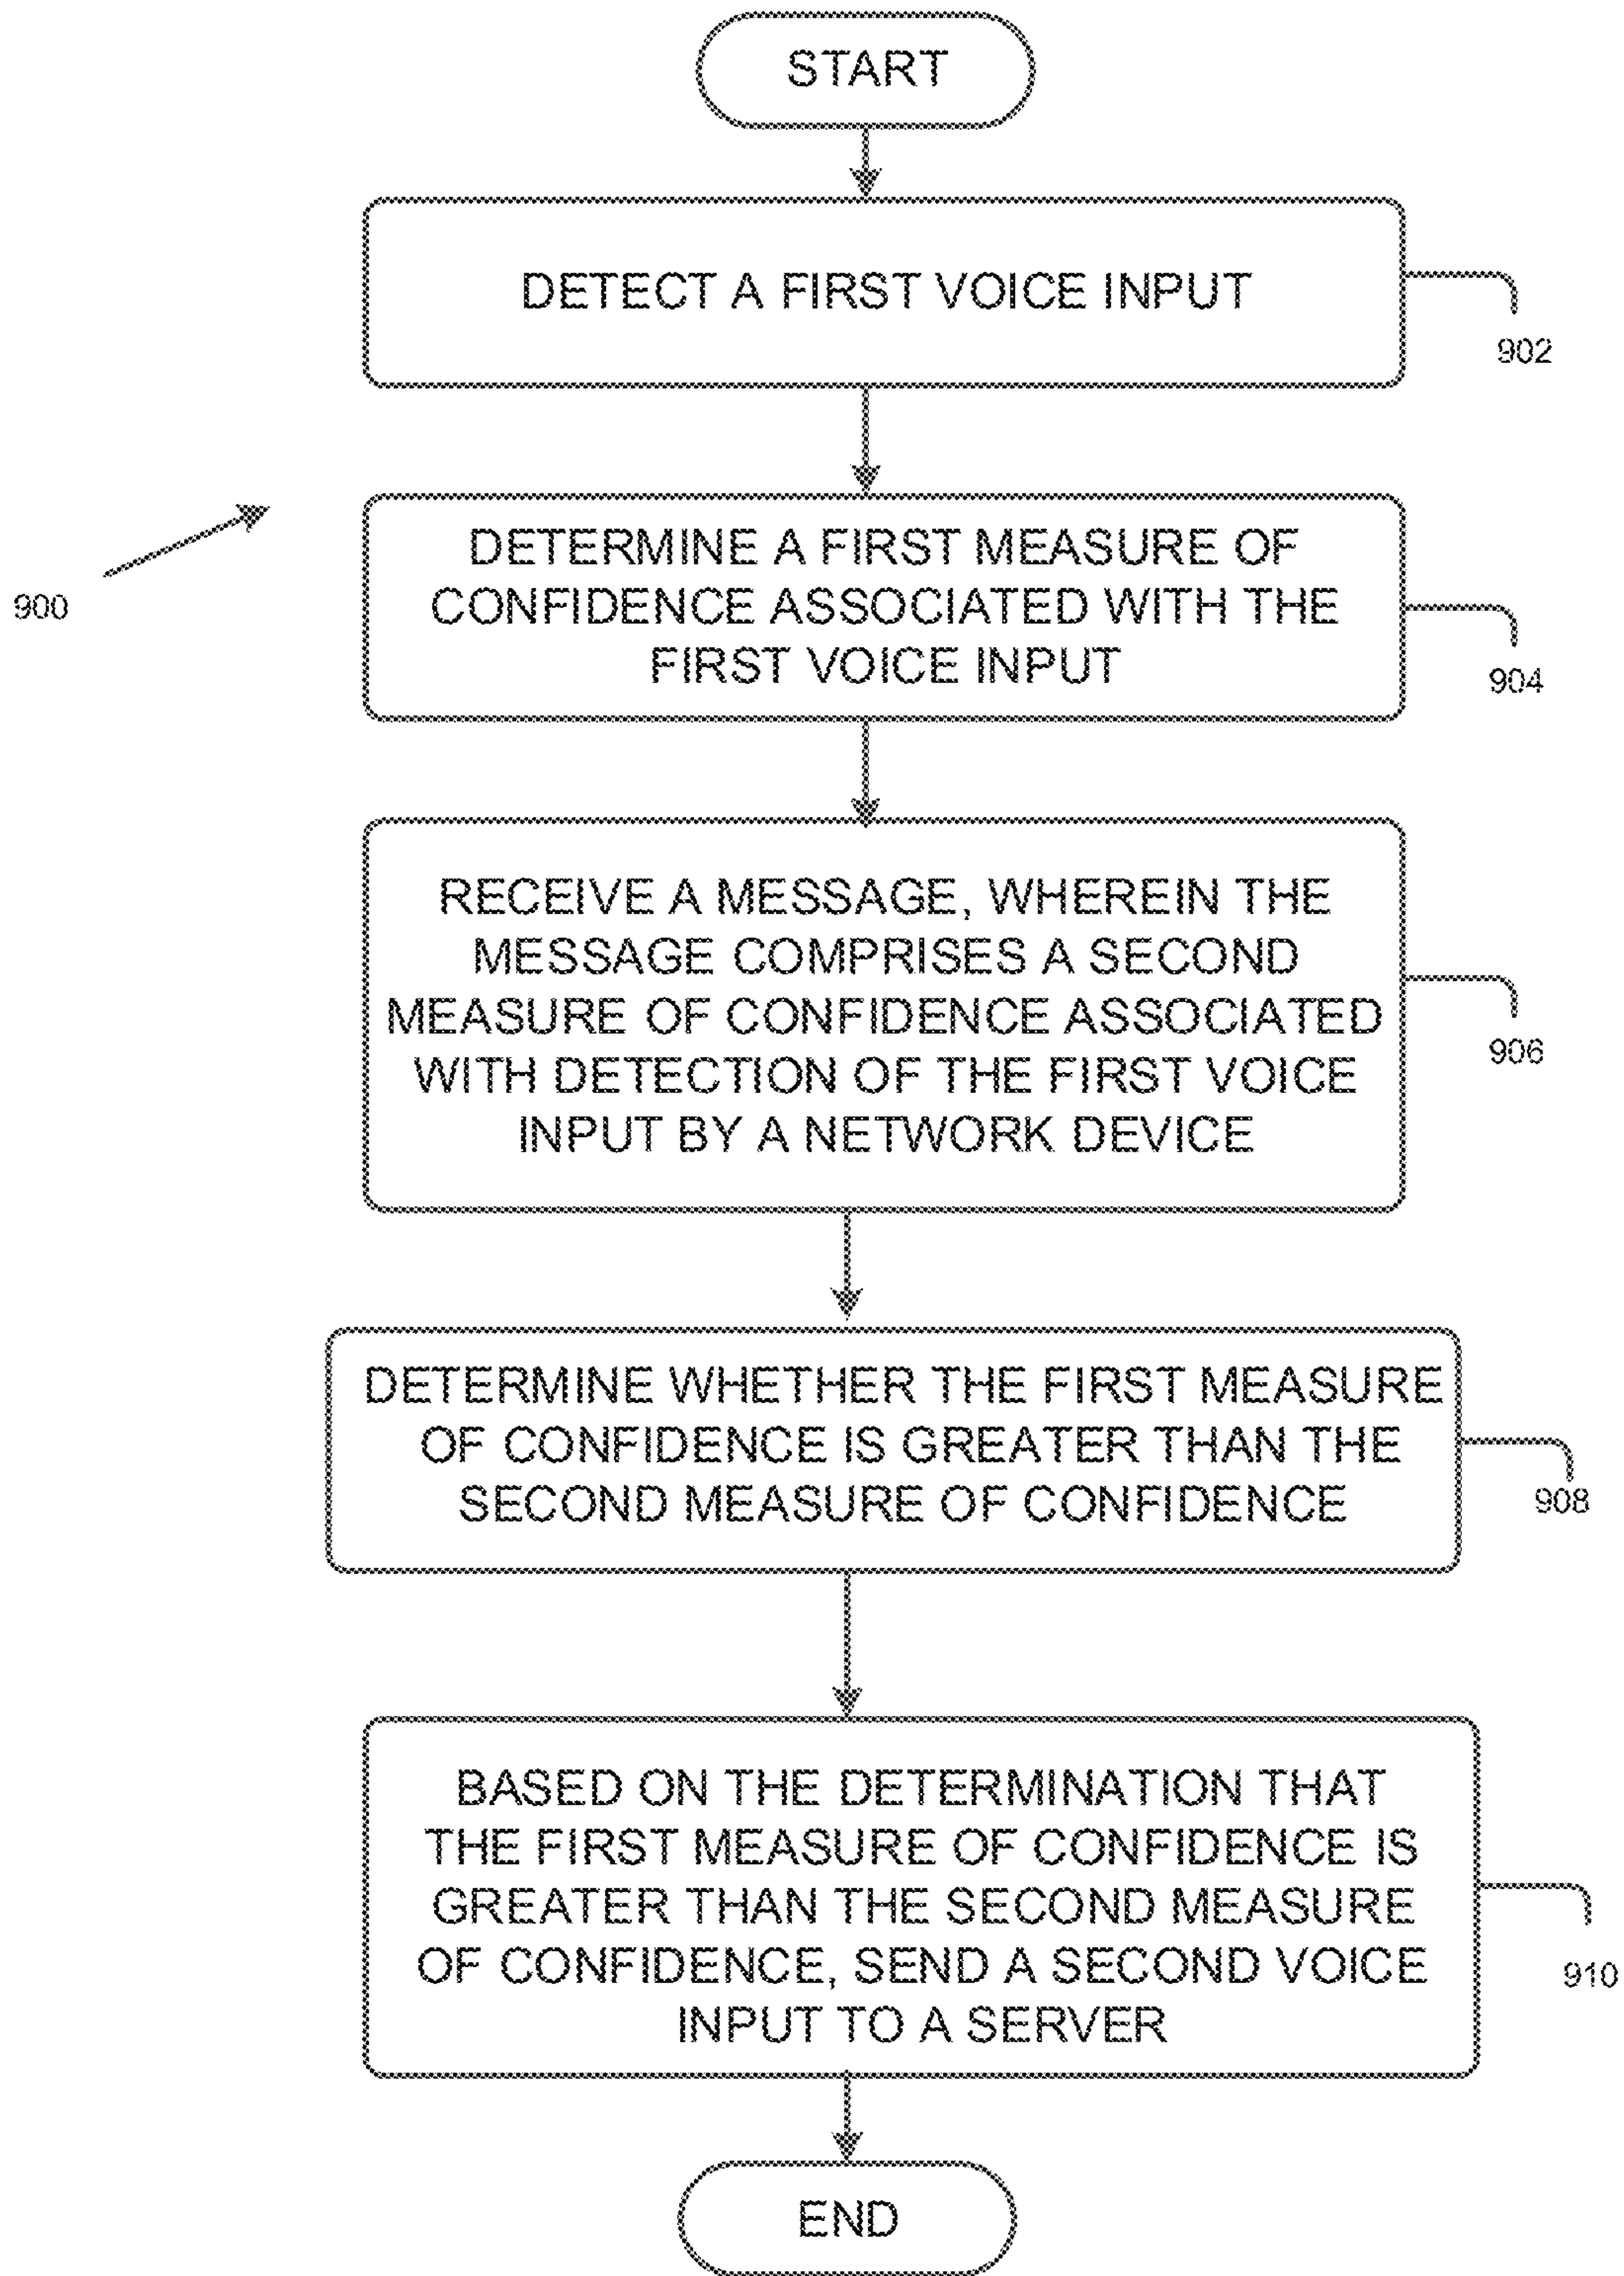 START
DETECT A FIRST VOICE INPUT
902
900
DETERMINE A FIRST MEASURE OF
CONFIDENCE ASSOCIATED WITH THE
FIRST VOICE INPUT
904
RECEIVE A MESSAGE, WHEREIN THE
MESSAGE COMPRISES A SECOND
MEASURE OF CONFIDENCE ASSOCIATED
WITH DETECTION OF THE FIRST VOICE
INPUT BY A NETWORK DEVICE
906
DETERMINE WHETHER THE FIRST MEASURE
OF CONFIDENCE IS GREATER THAN THE
SECOND MEASURE OF CONFIDENCE
908
BASED ON THE DETERMINATION THAT
THE FIRST MEASURE OF CONFIDENCE IS
GREATER THAN THE SECOND MEASURE
OF CONFIDENCE, SEND A SECOND VOICE
INPUT TO A SERVER
910
END